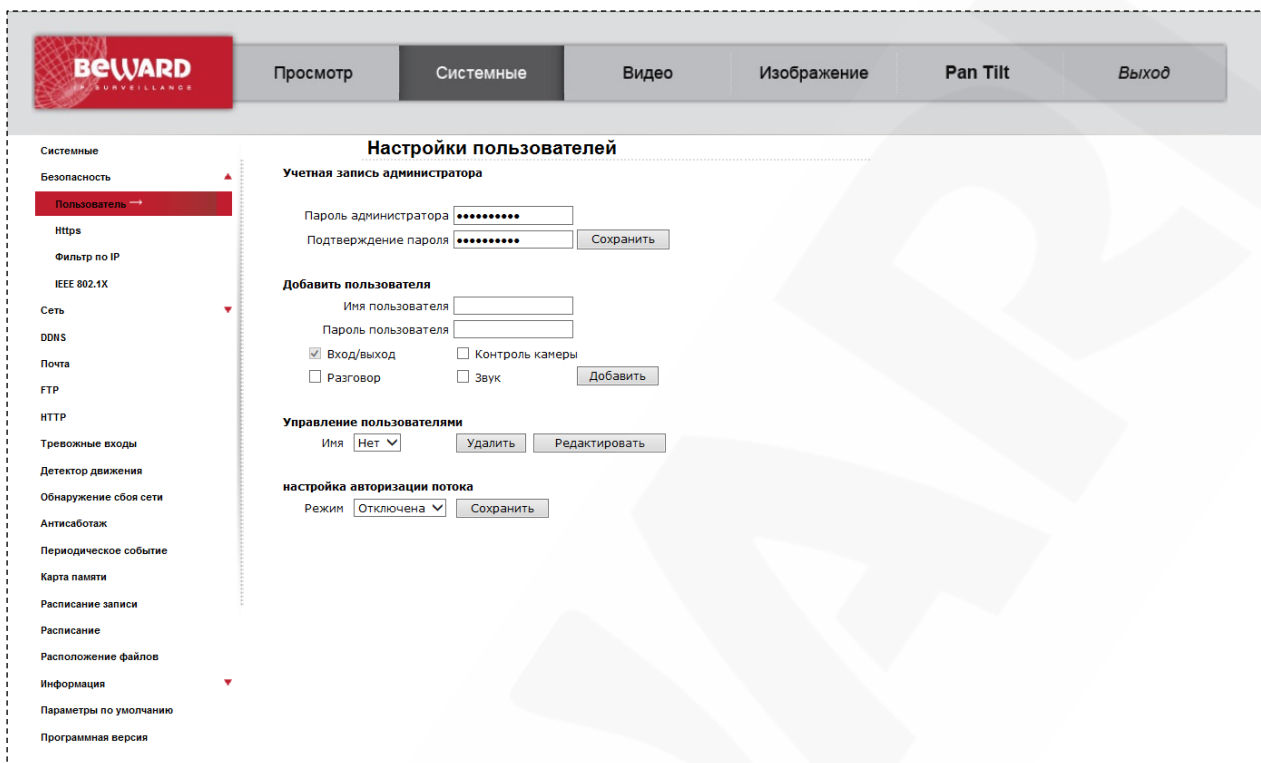 BEWARD
IP SURVEILLANCE
Просмотр
Системные
Видео
Изображение
Pan Tilt
Выход
Системные
Безопасность
Пользователь →
Https
Фильтр по IP
IEEE 802.1X
Сеть
DDNS
Почта
FTP
HTTP
Тревожные входы
Детектор движения
Обнаружение сбоя сети
Антисаботаж
Периодическое событие
Карта памяти
Расписание записи
Расписание
Расположение файлов
Информация
Параметры по умолчанию
Программная версия
Настройки пользователей
Учетная запись администратора
Пароль администратора ••••••••••
Подтверждение пароля •••••••••• Сохранить
Добавить пользователя
Имя пользователя
Пароль пользователя
Вход/выход Контроль камеры
Разговор Звук Добавить
Управление пользователями
Имя Нет Удалить Редактировать
настройка авторизации потока
Режим Отключена Сохранить